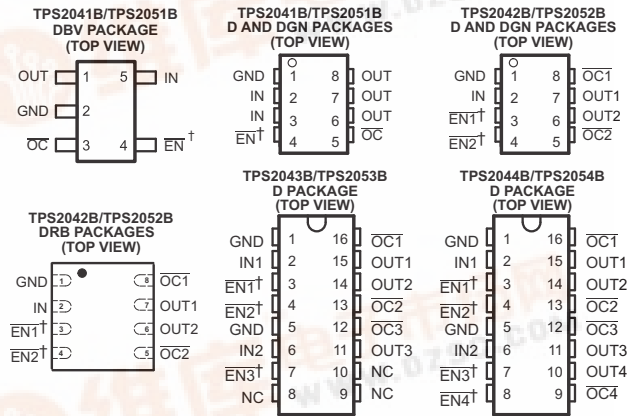 TPS2041B/TPS2051B
DBV PACKAGE
(TOP VIEW)
OUT 1 5 IN
GND 2
OC 3 4 EN †
TPS2041B/TPS2051B
D AND DGN PACKAGES
(TOP VIEW)
GND 1 8 OUT
IN 2 7 OUT
IN 3 6 OUT
EN† 4 5 OC
TPS2042B/TPS2052B
D AND DGN PACKAGES
(TOP VIEW)
GND 1 8 OC1
IN 2 7 OUT1
EN1† 3 6 OUT2
EN2† 4 5 OC2
TPS2042B/TPS2052B
DRB PACKAGES
(TOP VIEW)
GND 1 8 OC1
IN 2 7 OUT1
EN1† 3 6 OUT2
EN2† 4 5 OC2
TPS2043B/TPS2053B
D PACKAGE
(TOP VIEW)
GND 1 16 OC1
IN1 2 15 OUT1
EN1† 3 14 OUT2
EN2† 4 13 OC2
GND 5 12 OC3
IN2 6 11 OUT3
EN3† 7 10 NC
NC 8 9 NC
TPS2044B/TPS2054B
D PACKAGE
(TOP VIEW)
GND 1 16 OC1
IN1 2 15 OUT1
EN1† 3 14 OUT2
EN2† 4 13 OC2
GND 5 12 OC3
IN2 6 11 OUT3
EN3† 7 10 OUT4
EN4† 8 9 OC4